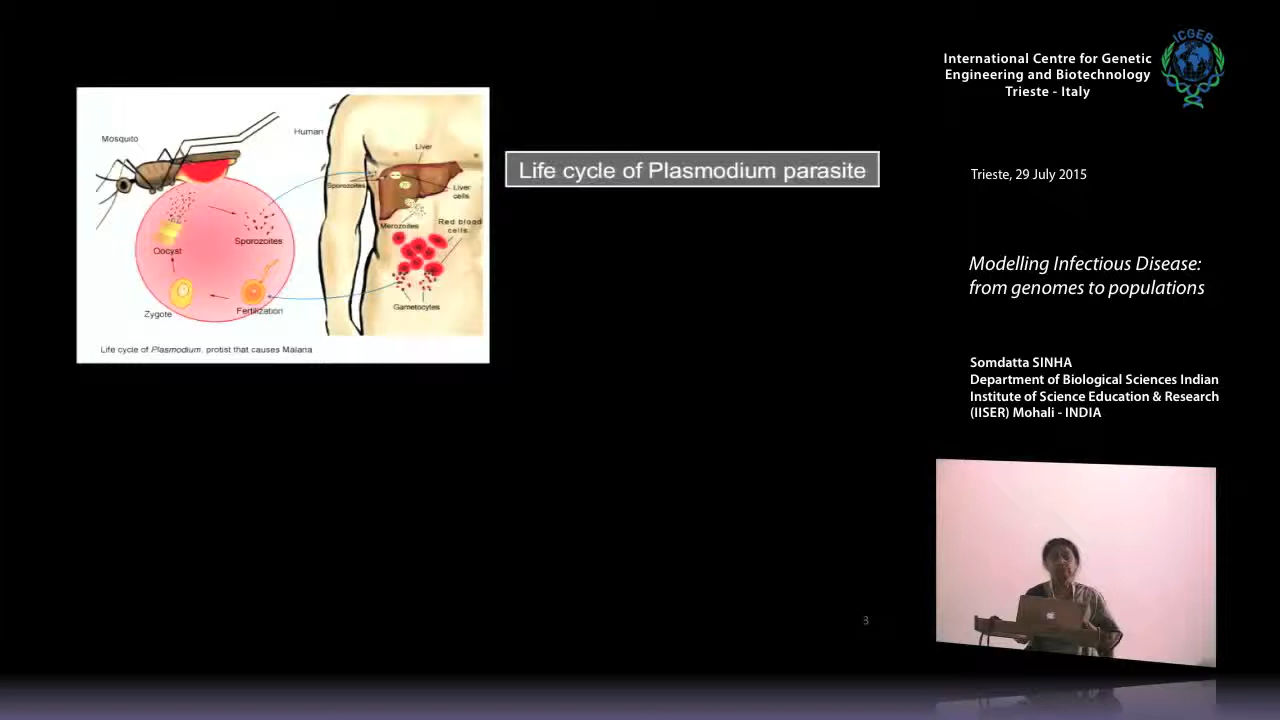 Mosquito
Human
Liver
Sporozoites
Liver
cells
Merozoites
Red blood
cells
Sporozoites
Oocyst
Zygote
Fertilization
Gametocytes
Life cycle of Plasmodium, protist that causes Malaria
Life cycle of Plasmodium parasite
3
International Centre for Genetic
Engineering and Biotechnology
Trieste - Italy
ICGEB
Trieste, 29 July 2015
Modelling Infectious Disease:
from genomes to populations
Somdatta SINHA
Department of Biological Sciences Indian
Institute of Science Education & Research
(IISER) Mohali - INDIA